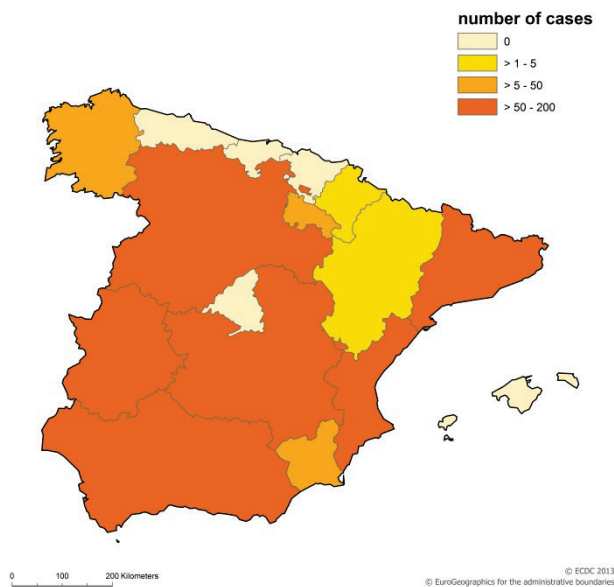 number of cases
0
> 1 - 5
> 5 - 50
> 50 - 200
0 100 200 Kilometers
© ECDC 2013
© EuroGeographics for the administrative boundaries